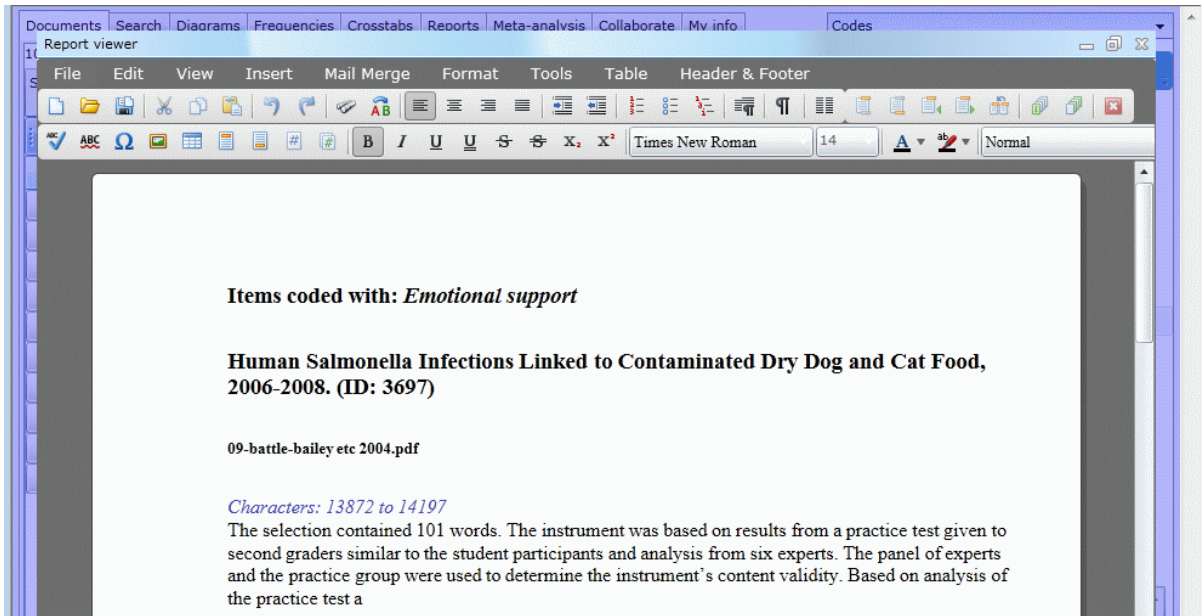 Documents Search Diagrams Frequencies Crosstabs Reports Meta-analysis Collaborate My info Codes
Report viewer
File Edit View Insert Mail Merge Format Tools Table Header & Footer
ABC Ω # # B I U U S S X₂ X² Times New Roman 14 A ab Normal
Items coded with: Emotional support
Human Salmonella Infections Linked to Contaminated Dry Dog and Cat Food,
2006-2008. (ID: 3697)
09-battle-bailey etc 2004.pdf
Characters: 13872 to 14197
The selection contained 101 words. The instrument was based on results from a practice test given to
second graders similar to the student participants and analysis from six experts. The panel of experts
and the practice group were used to determine the instrument’s content validity. Based on analysis of
the practice test a